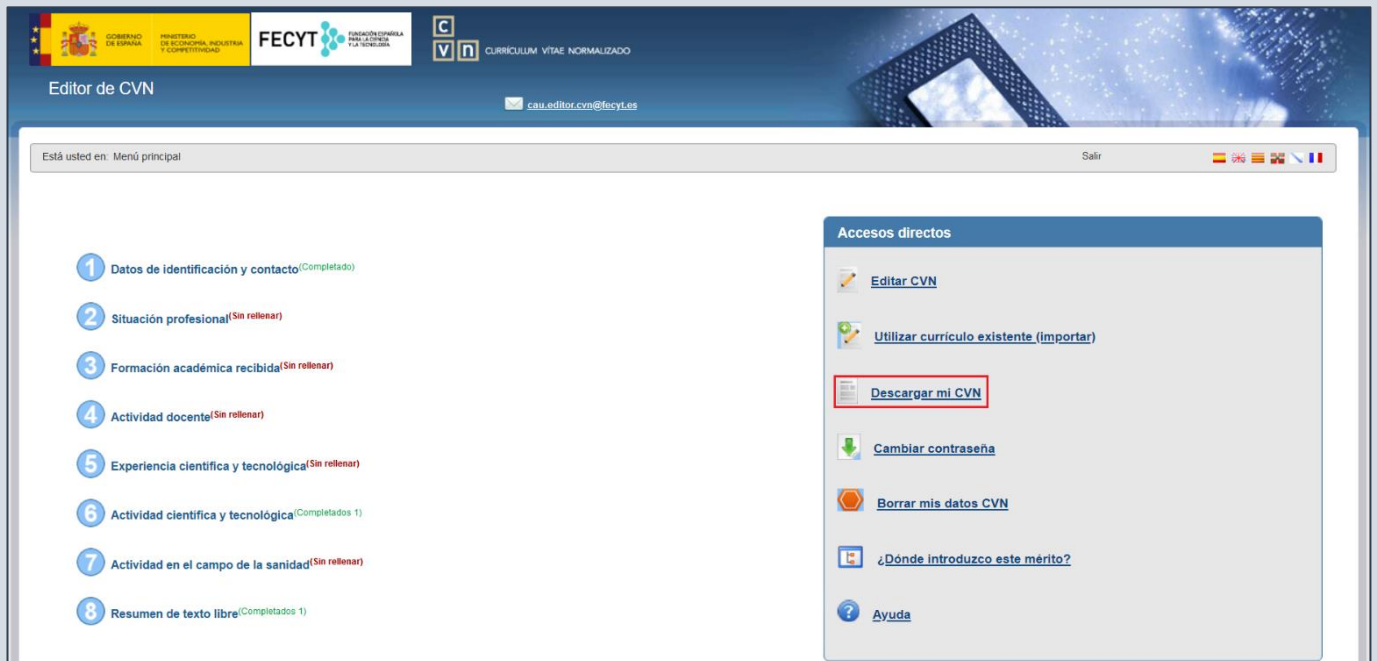 GOBIERNO
DE ESPAÑA
MINISTERIO
DE ECONOMÍA, INDUSTRIA
Y COMPETITIVIDAD
FECYT
FUNDACIÓN ESPAÑOLA
PARA LA CIENCIA
Y LA TECNOLOGÍA
C
V n CURRÍCULUM VÍTAE NORMALIZADO
Editor de CVN
cau.editor.cvn@fecyt.es
Está usted en: Menú principal
Salir
1 Datos de identificación y contacto(Completado)
2 Situación profesional(Sin rellenar)
3 Formación académica recibida(Sin rellenar)
4 Actividad docente(Sin rellenar)
5 Experiencia científica y tecnológica(Sin rellenar)
6 Actividad científica y tecnológica(Completados 1)
7 Actividad en el campo de la sanidad(Sin rellenar)
8 Resumen de texto libre(Completados 1)
Accesos directos
Editar CVN
Utilizar currículo existente (importar)
Descargar mi CVN
Cambiar contraseña
Borrar mis datos CVN
¿Dónde introduzco este mérito?
Ayuda